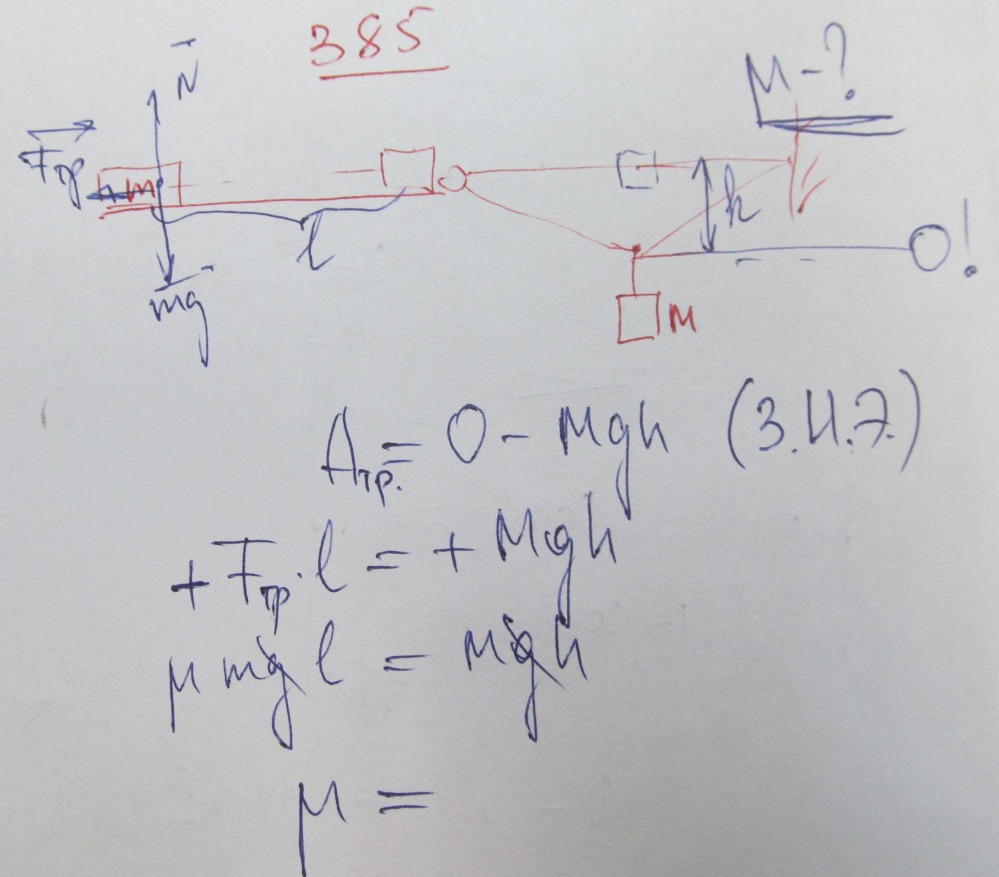 385
N
μ-?
Fтр
m
h
l
0!
mg
M
Aтр. = 0 - Mgh (З.И.Э.)
+ Fтр. l = + Mgh
μ mg l = Mgh
μ =